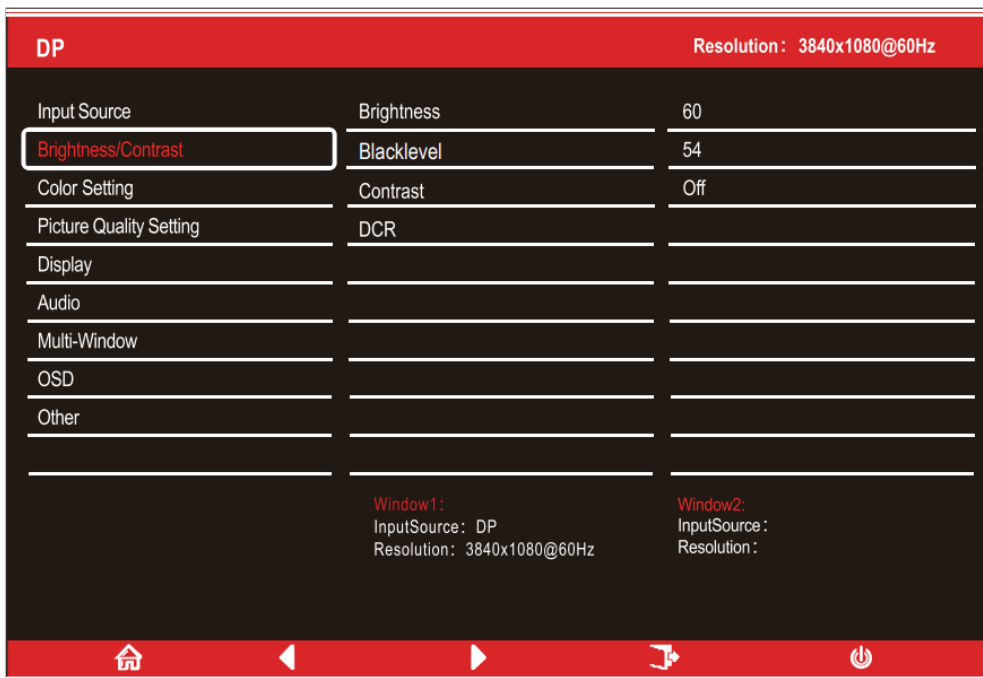 DP Resolution: 3840x1080@60Hz
Input Source Brightness 60
Brightness/Contrast Blacklevel 54
Color Setting Contrast Off
Picture Quality Setting DCR
Display
Audio
Multi-Window
OSD
Other
Window1: Window2:
InputSource: DP InputSource:
Resolution: 3840x1080@60Hz Resolution: